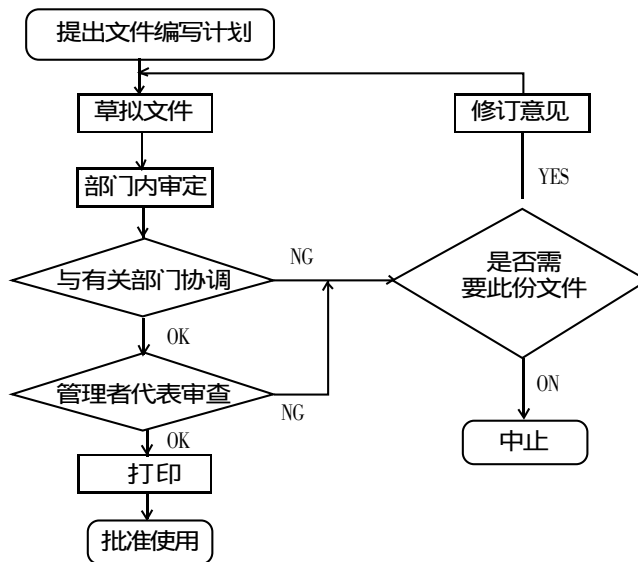 提出文件编写计划
草拟文件
修订意见
部门内审定
YES
与有关部门协调
NG
是否需
要此份文件
OK
管理者代表审查
NG
ON
OK
中止
打印
批准使用